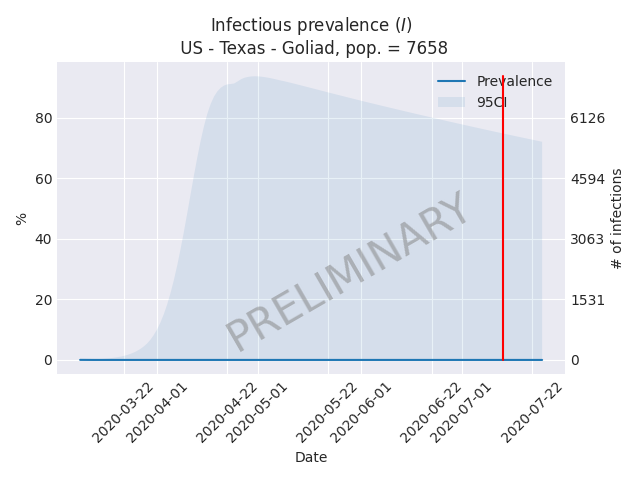 Infectious prevalence (I)
US - Texas - Goliad, pop. = 7658
Prevalence
95CI
80
60
40
20
0
%
6126
4594
3063
1531
0
# of infections
PRELIMINARY
2020-03-22
2020-04-01
2020-04-22
2020-05-01
2020-05-22
2020-06-01
2020-06-22
2020-07-01
2020-07-22
Date